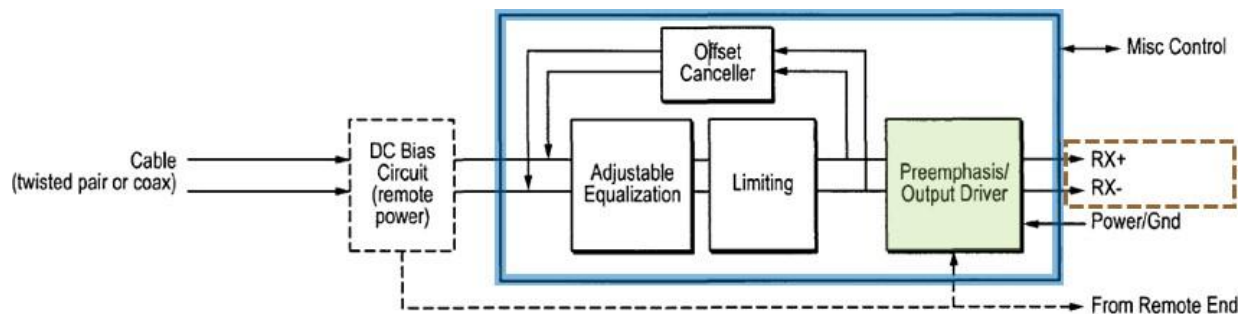 Offset
Canceller
Misc Control
Cable
(twisted pair or coax)
DC Bias
Circuit
(remote
power)
Adjustable
Equalization
Limiting
Preemphasis/
Output Driver
RX+
RX-
Power/Gnd
From Remote End